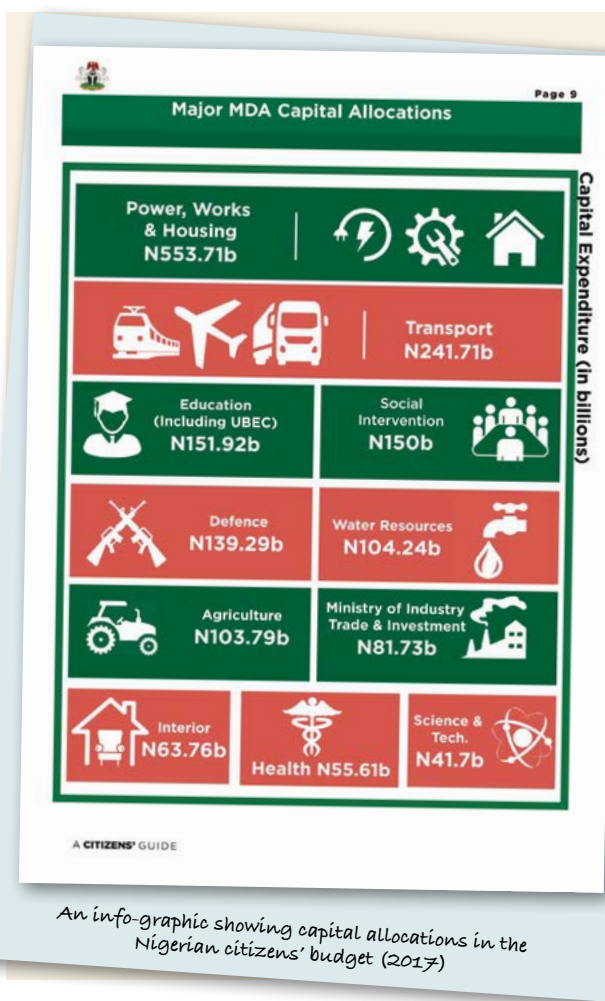 Page 9
Major MDA Capital Allocations
Capital Expenditure (in billions)
Power, Works
& Housing
N553.71b
Transport
N241.71b
Education
(Including UBEC)
N151.92b
Social
Intervention
N150b
Defence
N139.29b
Water Resources
N104.24b
Agriculture
N103.79b
Ministry of Industry
Trade & Investment
N81.73b
Interior
N63.76b
Health N55.61b
Science &
Tech.
N41.7b
A CITIZENS' GUIDE
An info-graphic showing capital allocations in the
Nigerian citizens' budget (2017)